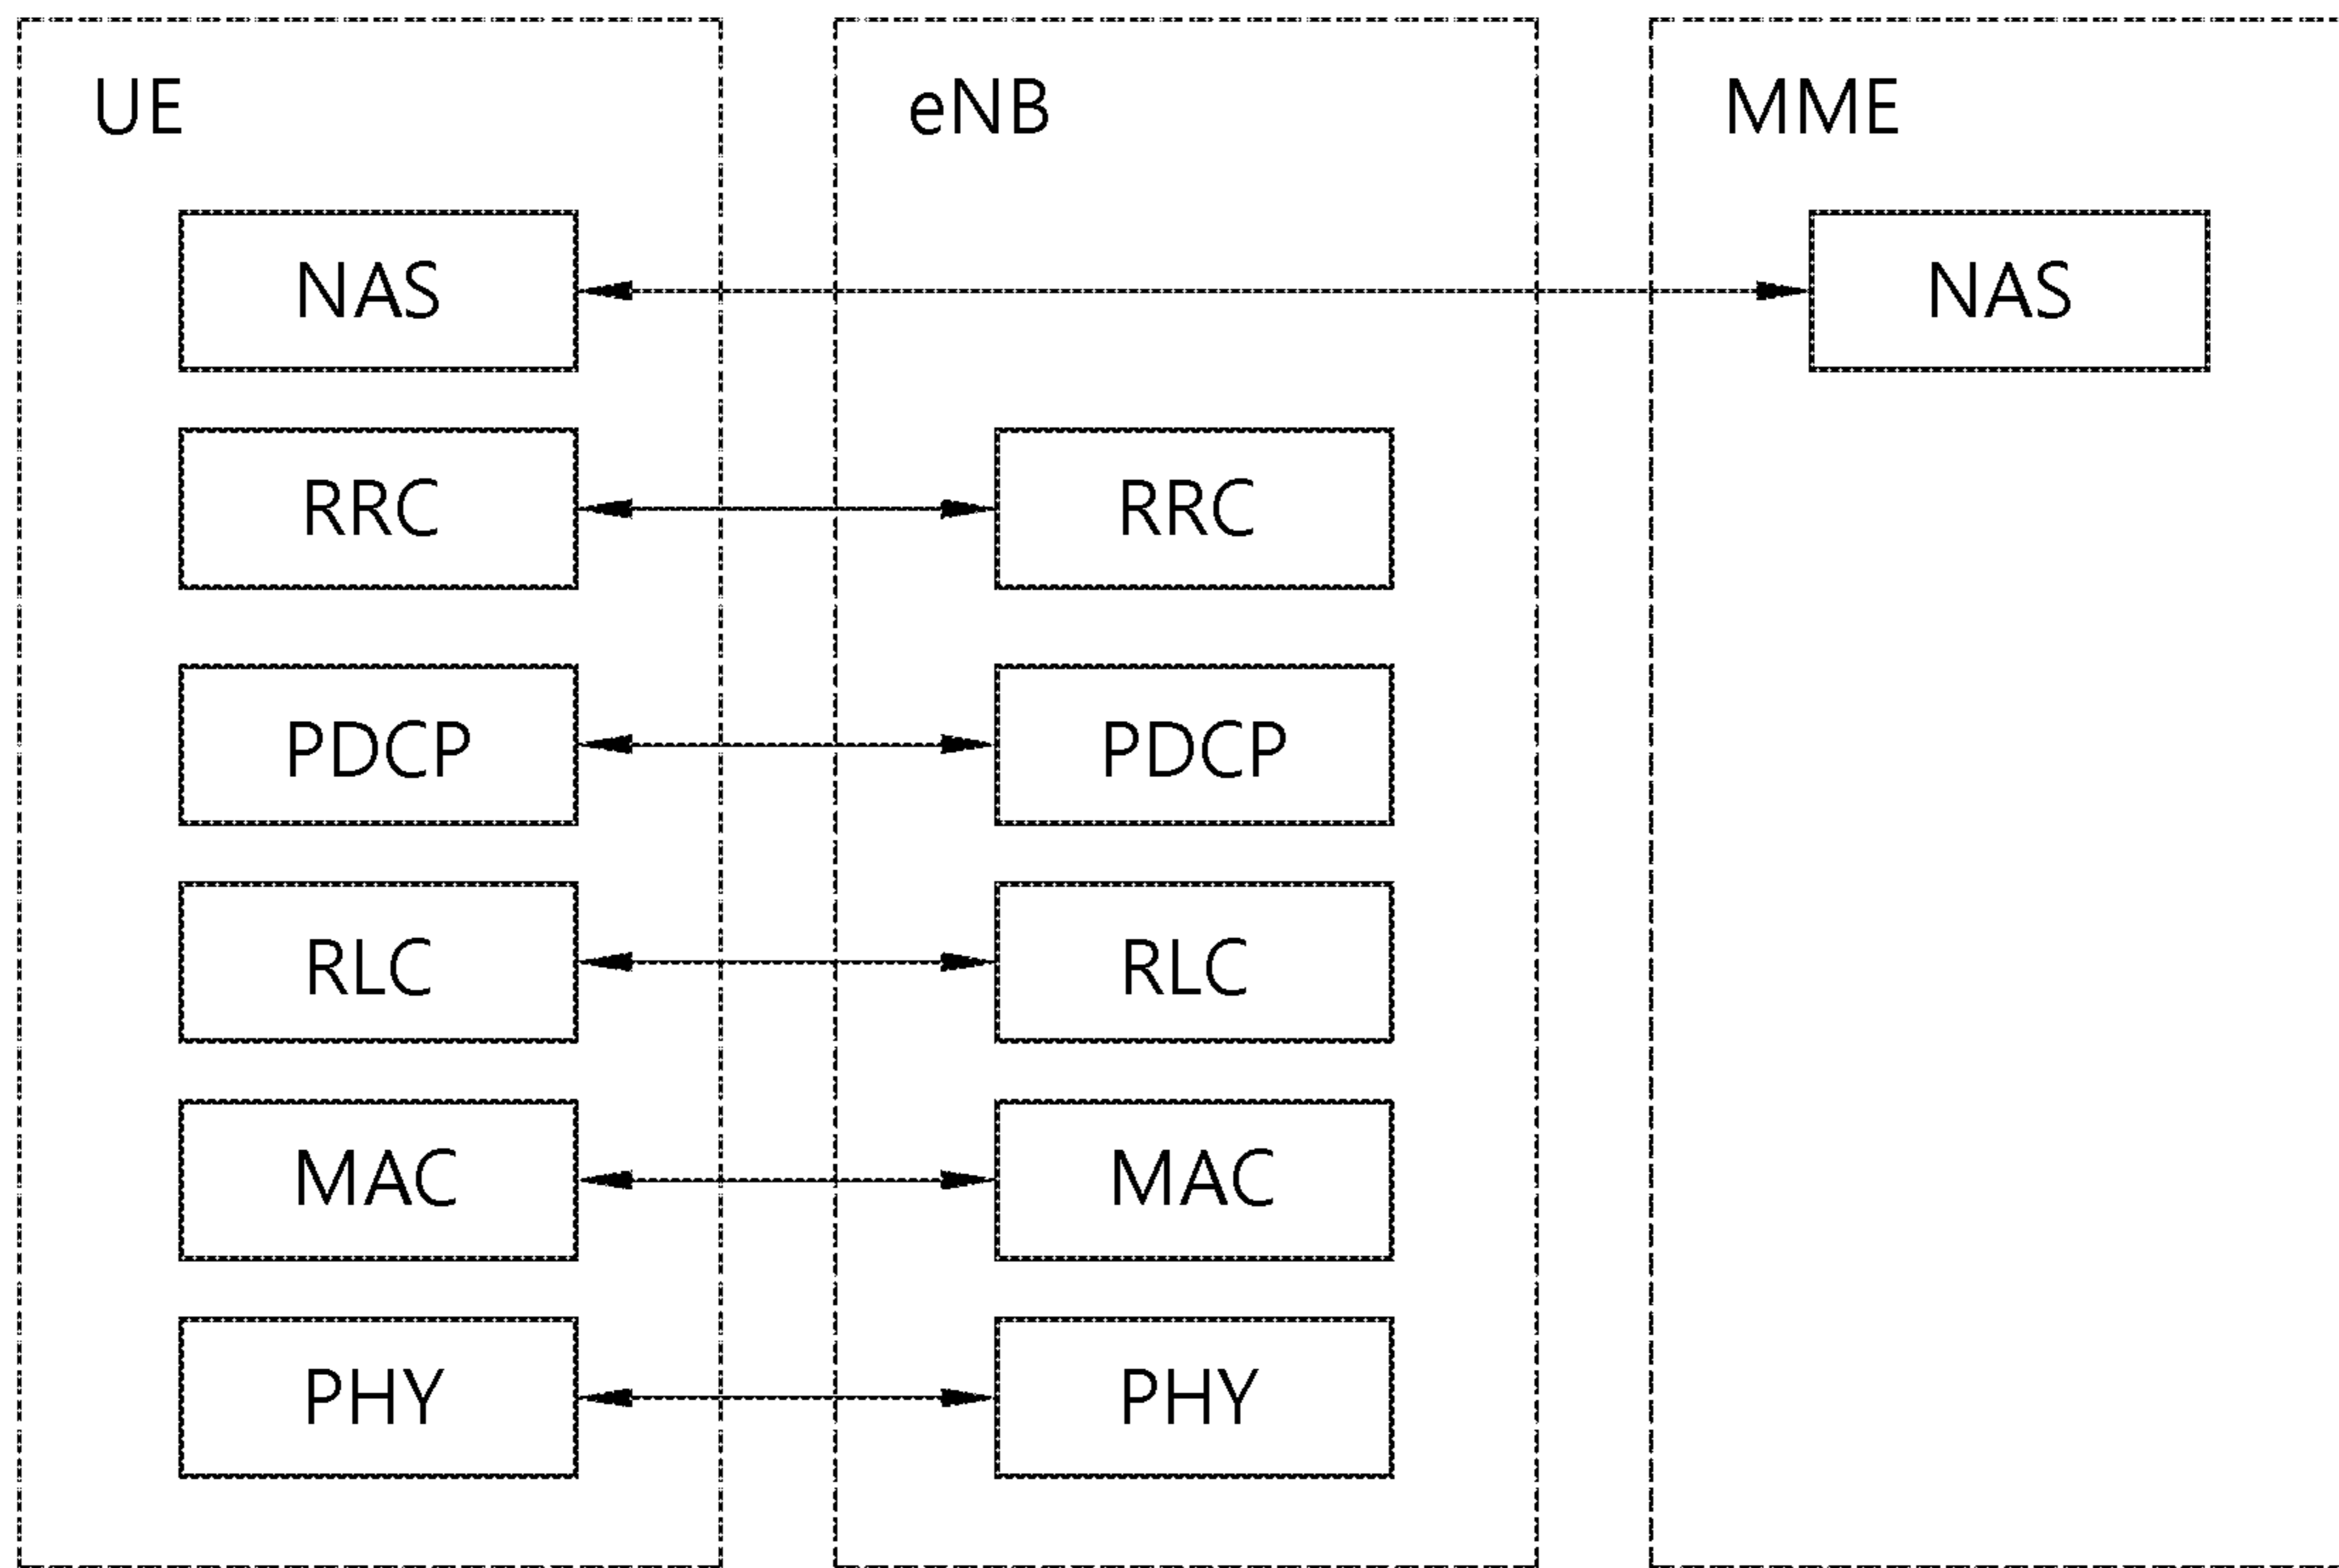 UE eNB MME
NAS NAS
RRC RRC
PDCP PDCP
RLC RLC
MAC MAC
PHY PHY